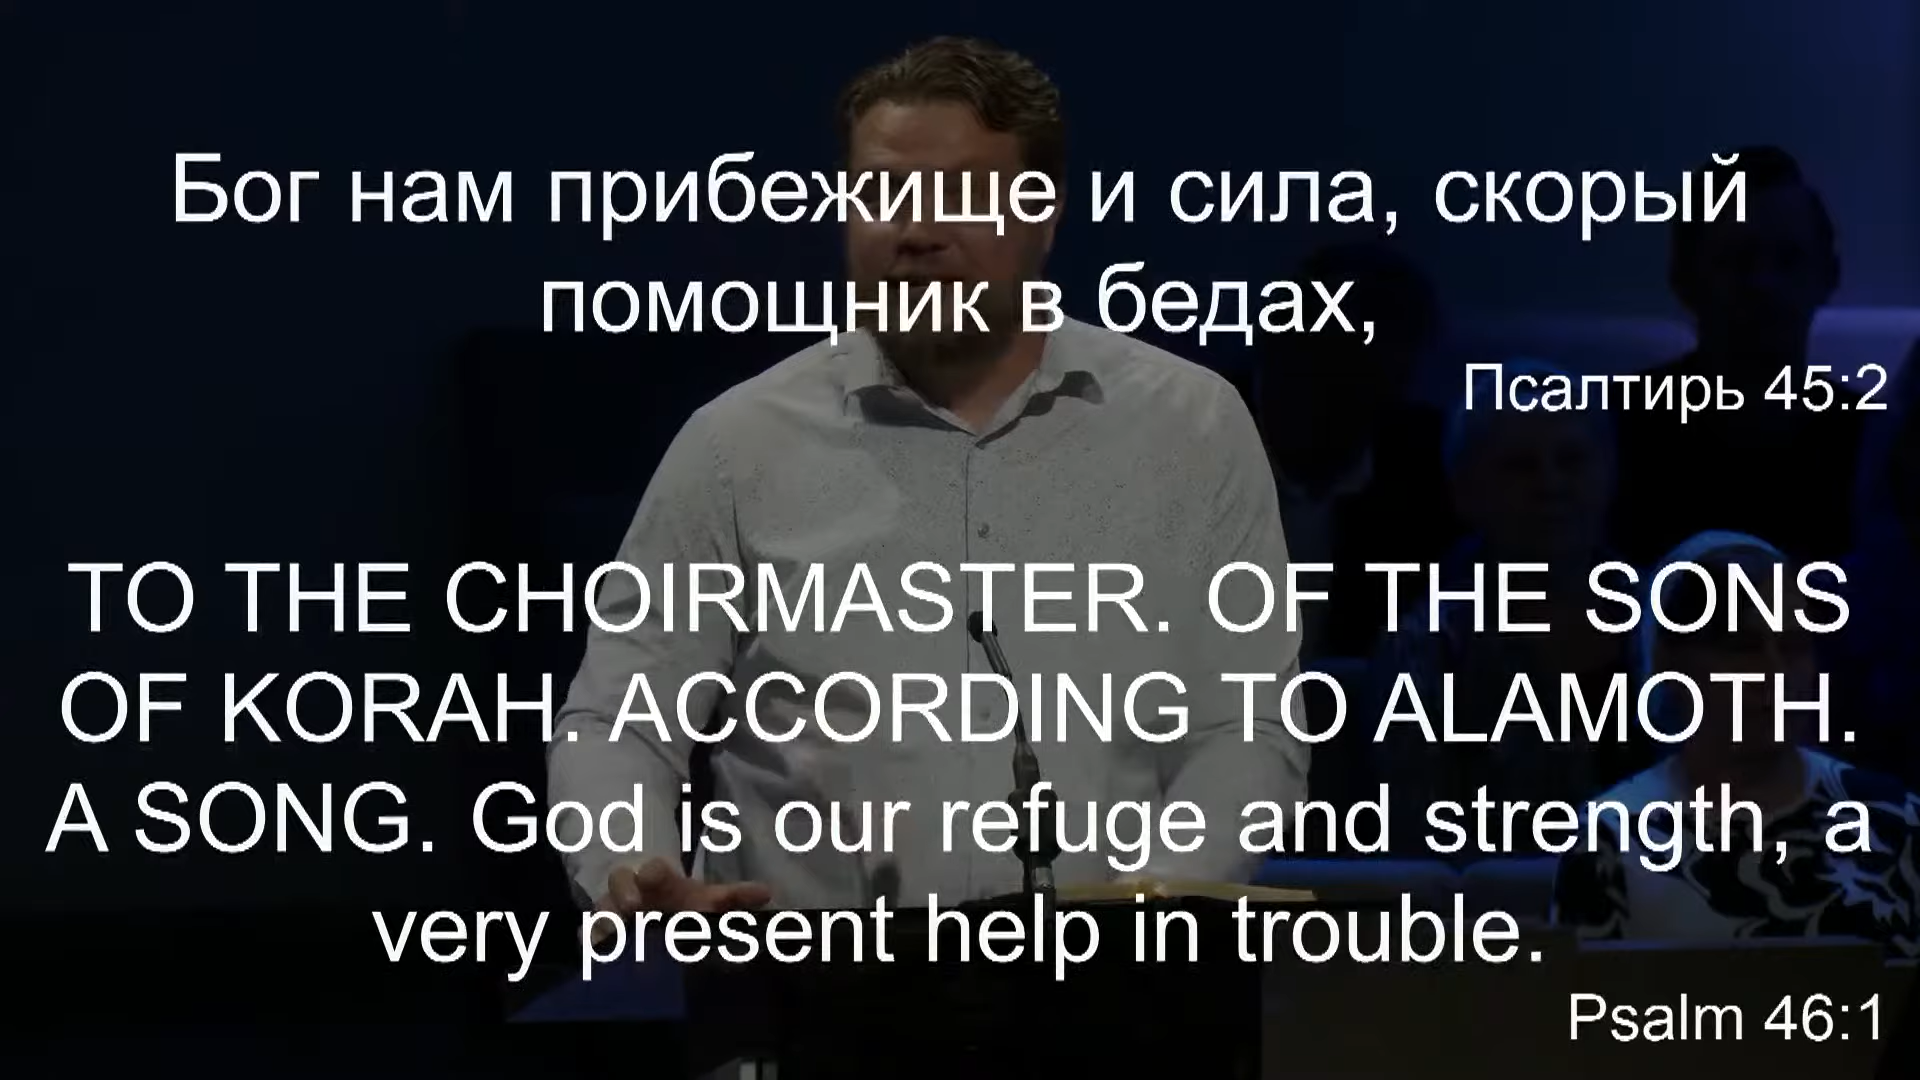 Бог нам прибежище и сила, скорый
помощник в бедах,
Псалтирь 45:2
TO THE CHOIRMASTER. OF THE SONS
OF KORAH. ACCORDING TO ALAMOTH.
A SONG. God is our refuge and strength, a
very present help in trouble.
Psalm 46:1